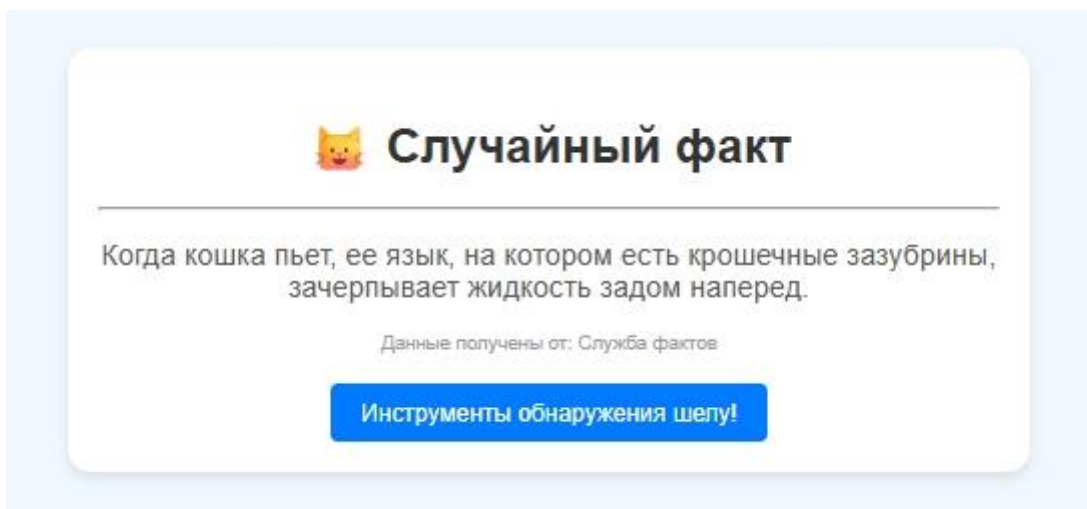 Случайный факт
Когда кошка пьет, ее язык, на котором есть крошечные зазубрины,
зачерпывает жидкость задом наперед.
Данные получены от: Служба фактов
Инструменты обнаружения шелу!